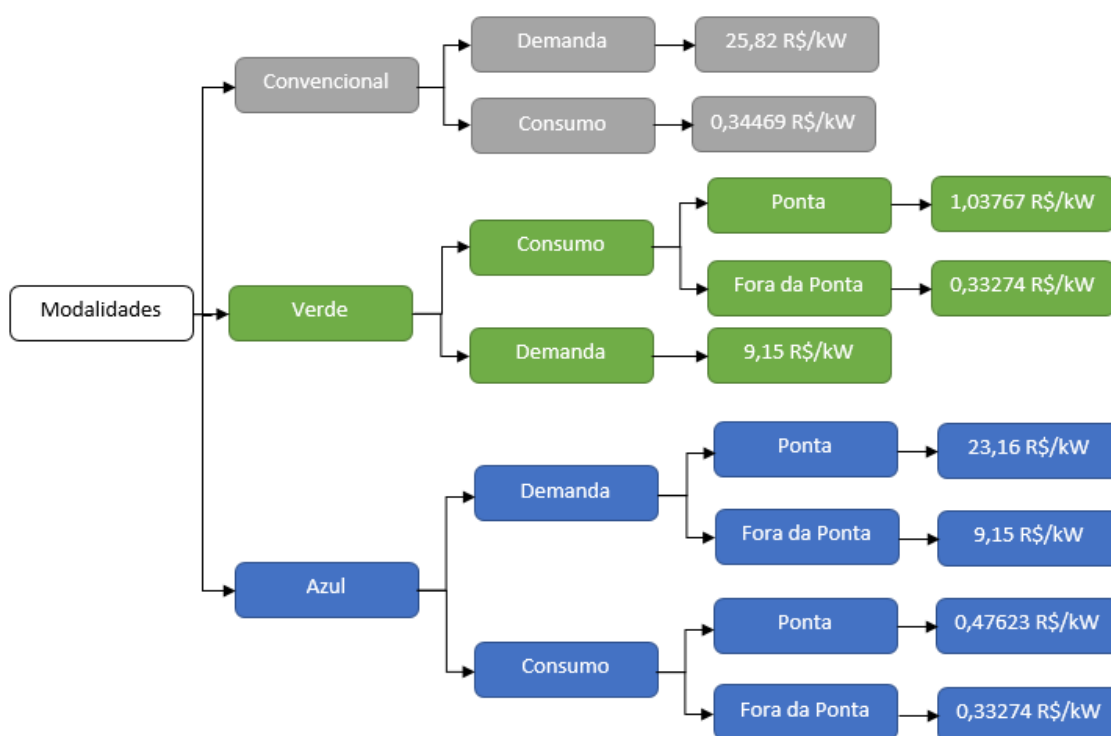 Demanda
25,82 R$/kW
Convencional
Consumo
0,34469 R$/kW
Ponta
1,03767 R$/kW
Consumo
Fora da Ponta
0,33274 R$/kW
Modalidades
Verde
Demanda
9,15 R$/kW
Ponta
23,16 R$/kW
Demanda
Fora da Ponta
9,15 R$/kW
Azul
Ponta
0,47623 R$/kW
Consumo
Fora da Ponta
0,33274 R$/kW